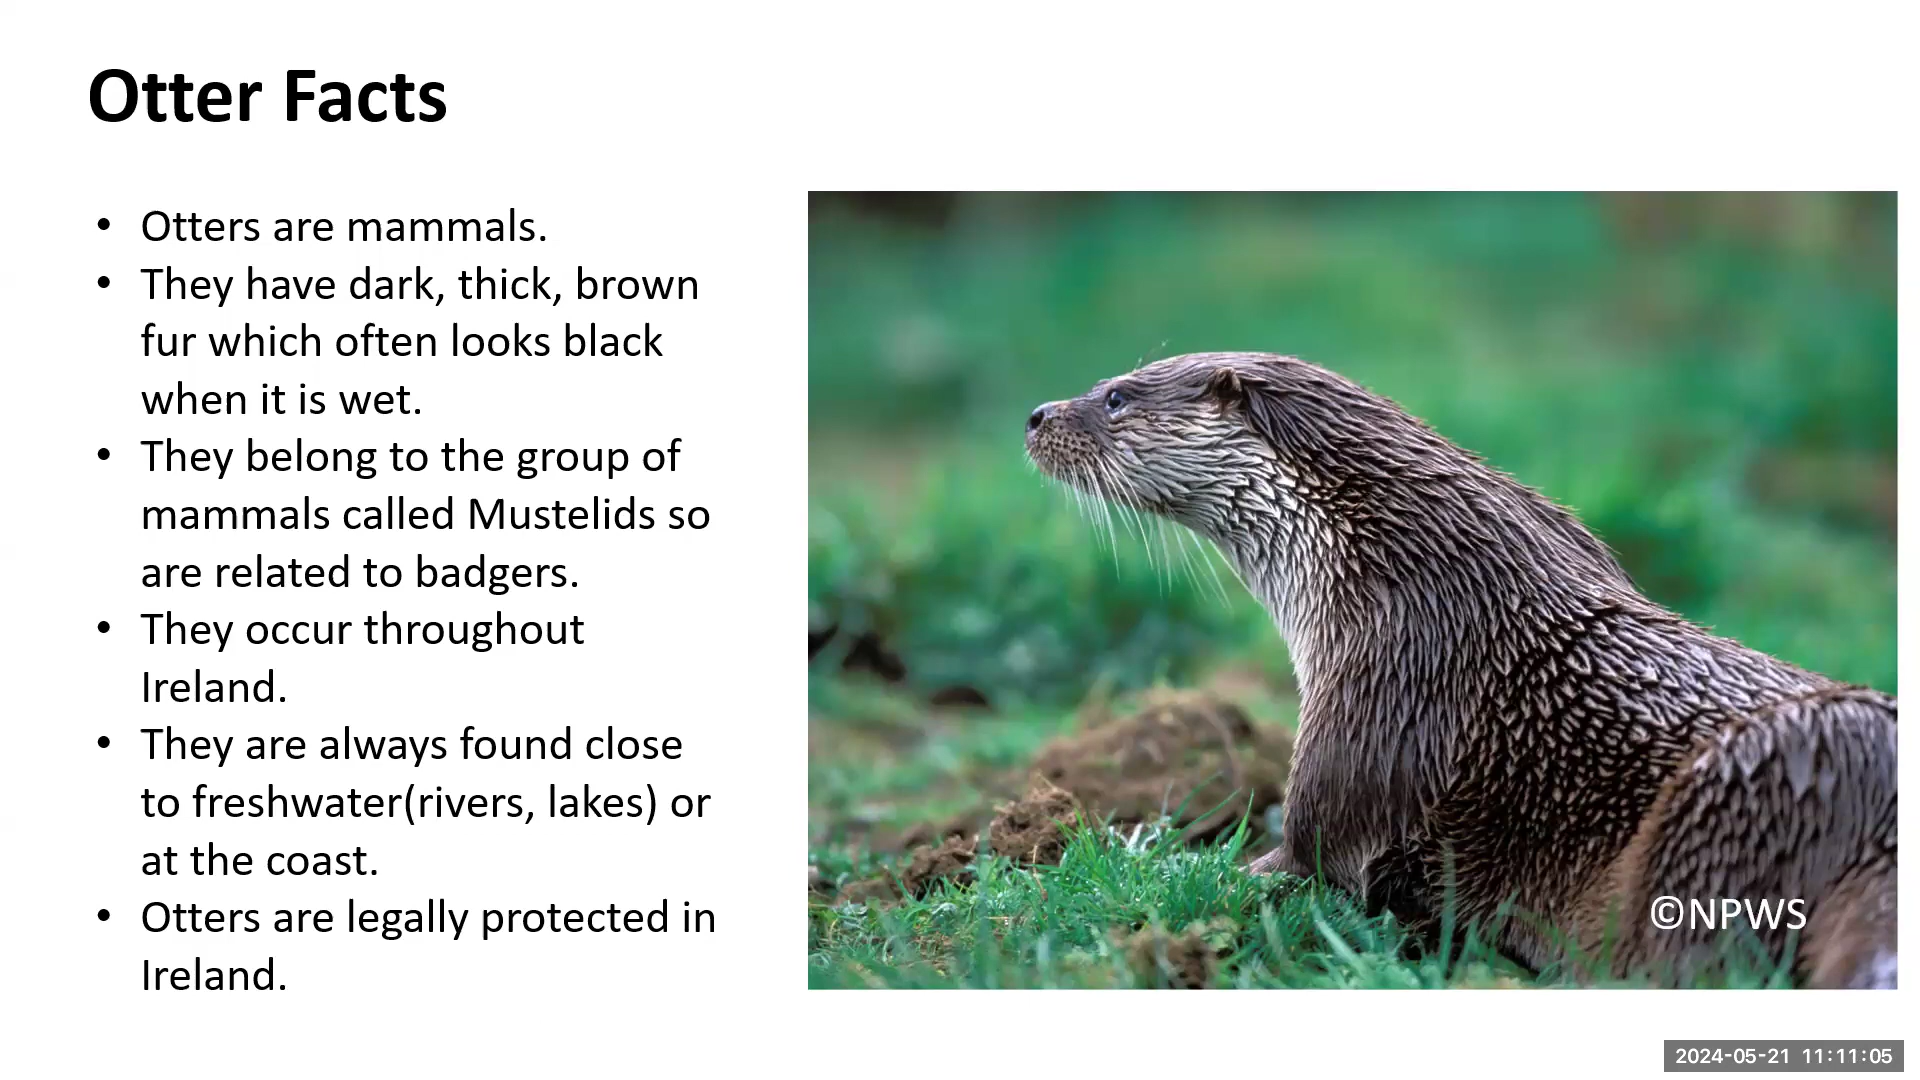 Otter Facts
• Otters are mammals.
• They have dark, thick, brown
fur which often looks black
when it is wet.
• They belong to the group of
mammals called Mustelids so
are related to badgers.
• They occur throughout
Ireland.
• They are always found close
to freshwater(rivers, lakes) or
at the coast.
• Otters are legally protected in
Ireland.
©NPWS
2024-05-21 11:11:05